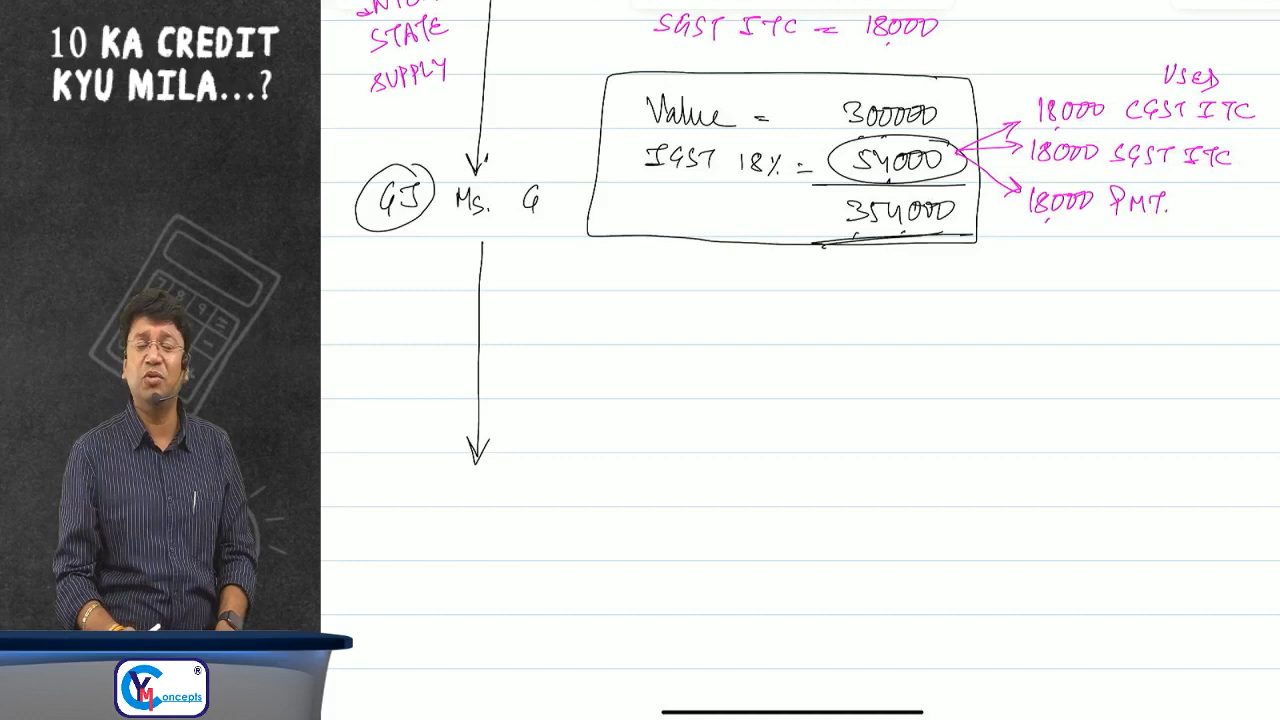 10 KA CREDIT
KYU MILA...?
STATE
SUPPLY
SGST ITC = 18000
Value = 300000
IGST 18% = 54000
354000
USED
18000 CGST ITC
18000 SGST ITC
18000 PMT.
GJ Ms. G
YM Concepts ®